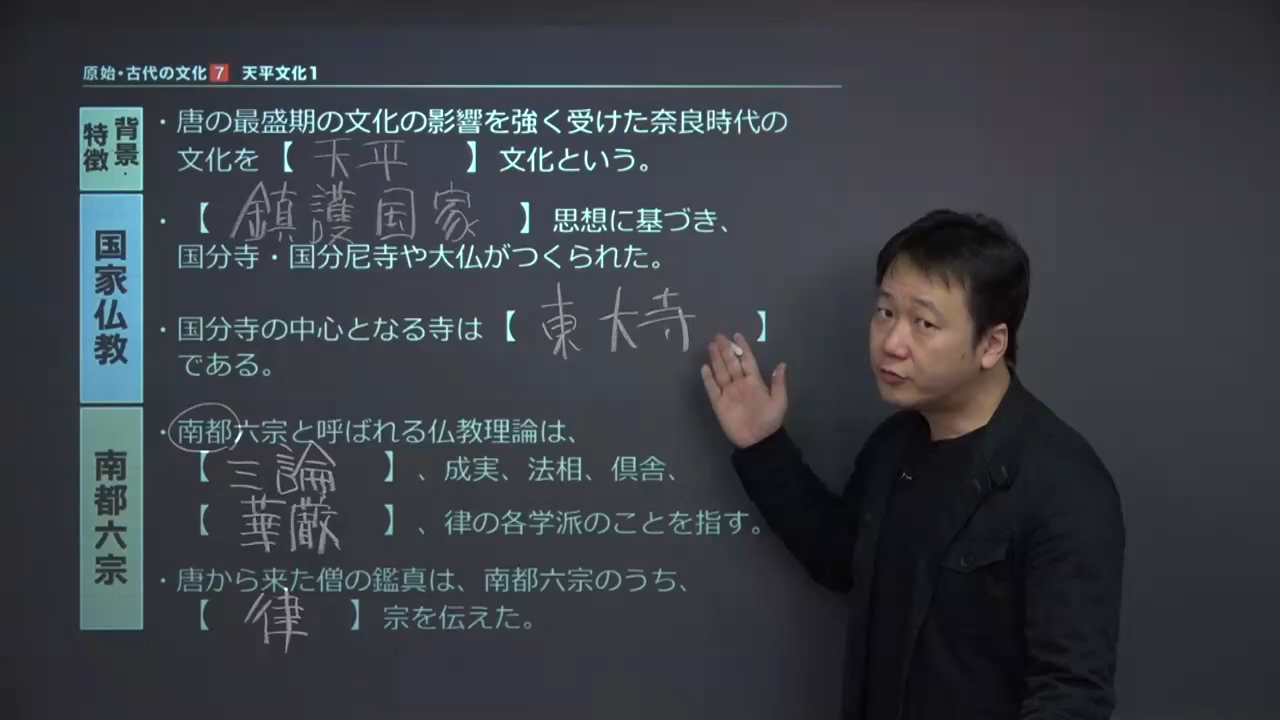 原始・古代の文化7 天平文化1
背景・特徴
・唐の最盛期の文化の影響を強く受けた奈良時代の
文化を【 天平 】文化という。
国家仏教
・【 鎮護国家 】思想に基づき、
国分寺・国分尼寺や大仏がつくられた。
・国分寺の中心となる寺は【 東大寺 】
である。
南都六宗
・南都六宗と呼ばれる仏教理論は、
【 三論 】、成実、法相、倶舎、
【 華厳 】、律の各学派のことを指す。
・唐から来た僧の鑑真は、南都六宗のうち、
【 律 】宗を伝えた。